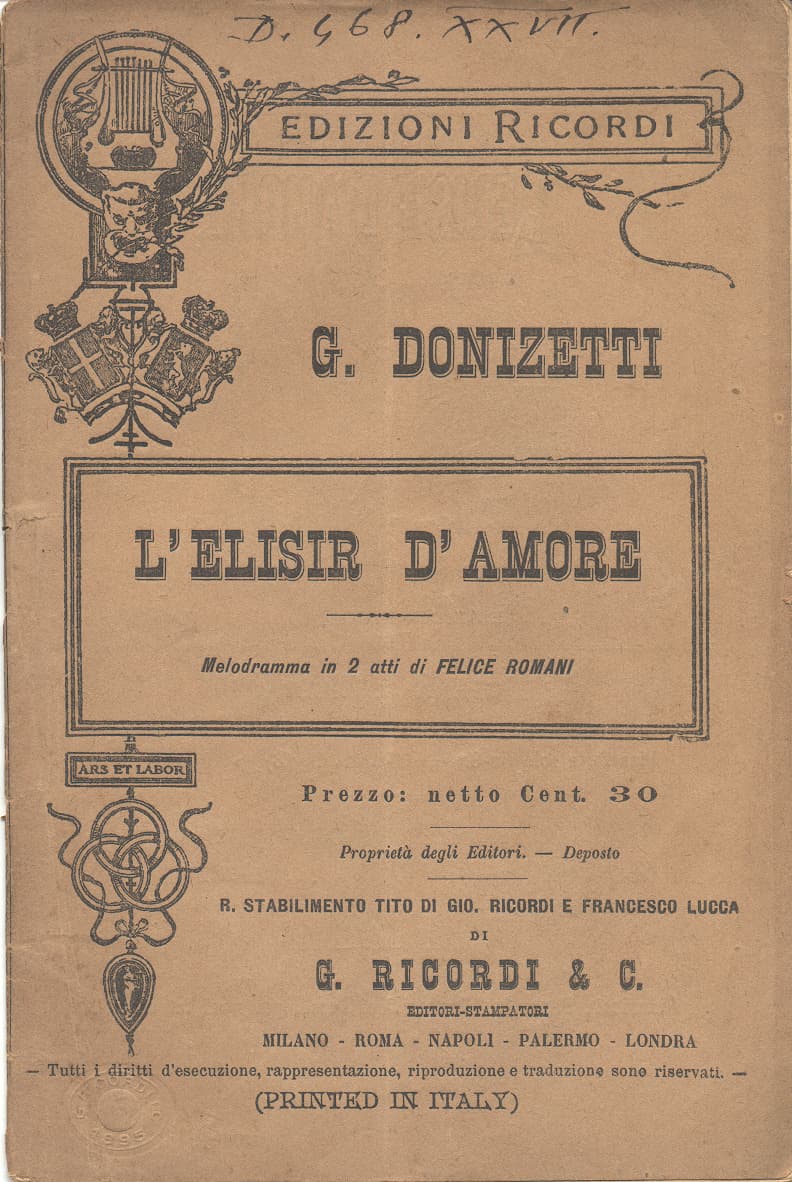 D. 468. XXVII.
EDIZIONI RICORDI
G. DONIZETTI
L'ELISIR D'AMORE
Melodramma in 2 atti di FELICE ROMANI
ARS ET LABOR
Prezzo: netto Cent. 30
Proprietà degli Editori. — Deposto
R. STABILIMENTO TITO DI GIO. RICORDI E FRANCESCO LUCCA
DI
G. RICORDI & C.
EDITORI-STAMPATORI
MILANO - ROMA - NAPOLI - PALERMO - LONDRA
— Tutti i diritti d'esecuzione, rappresentazione, riproduzione e traduzione sono riservati. —
(PRINTED IN ITALY)